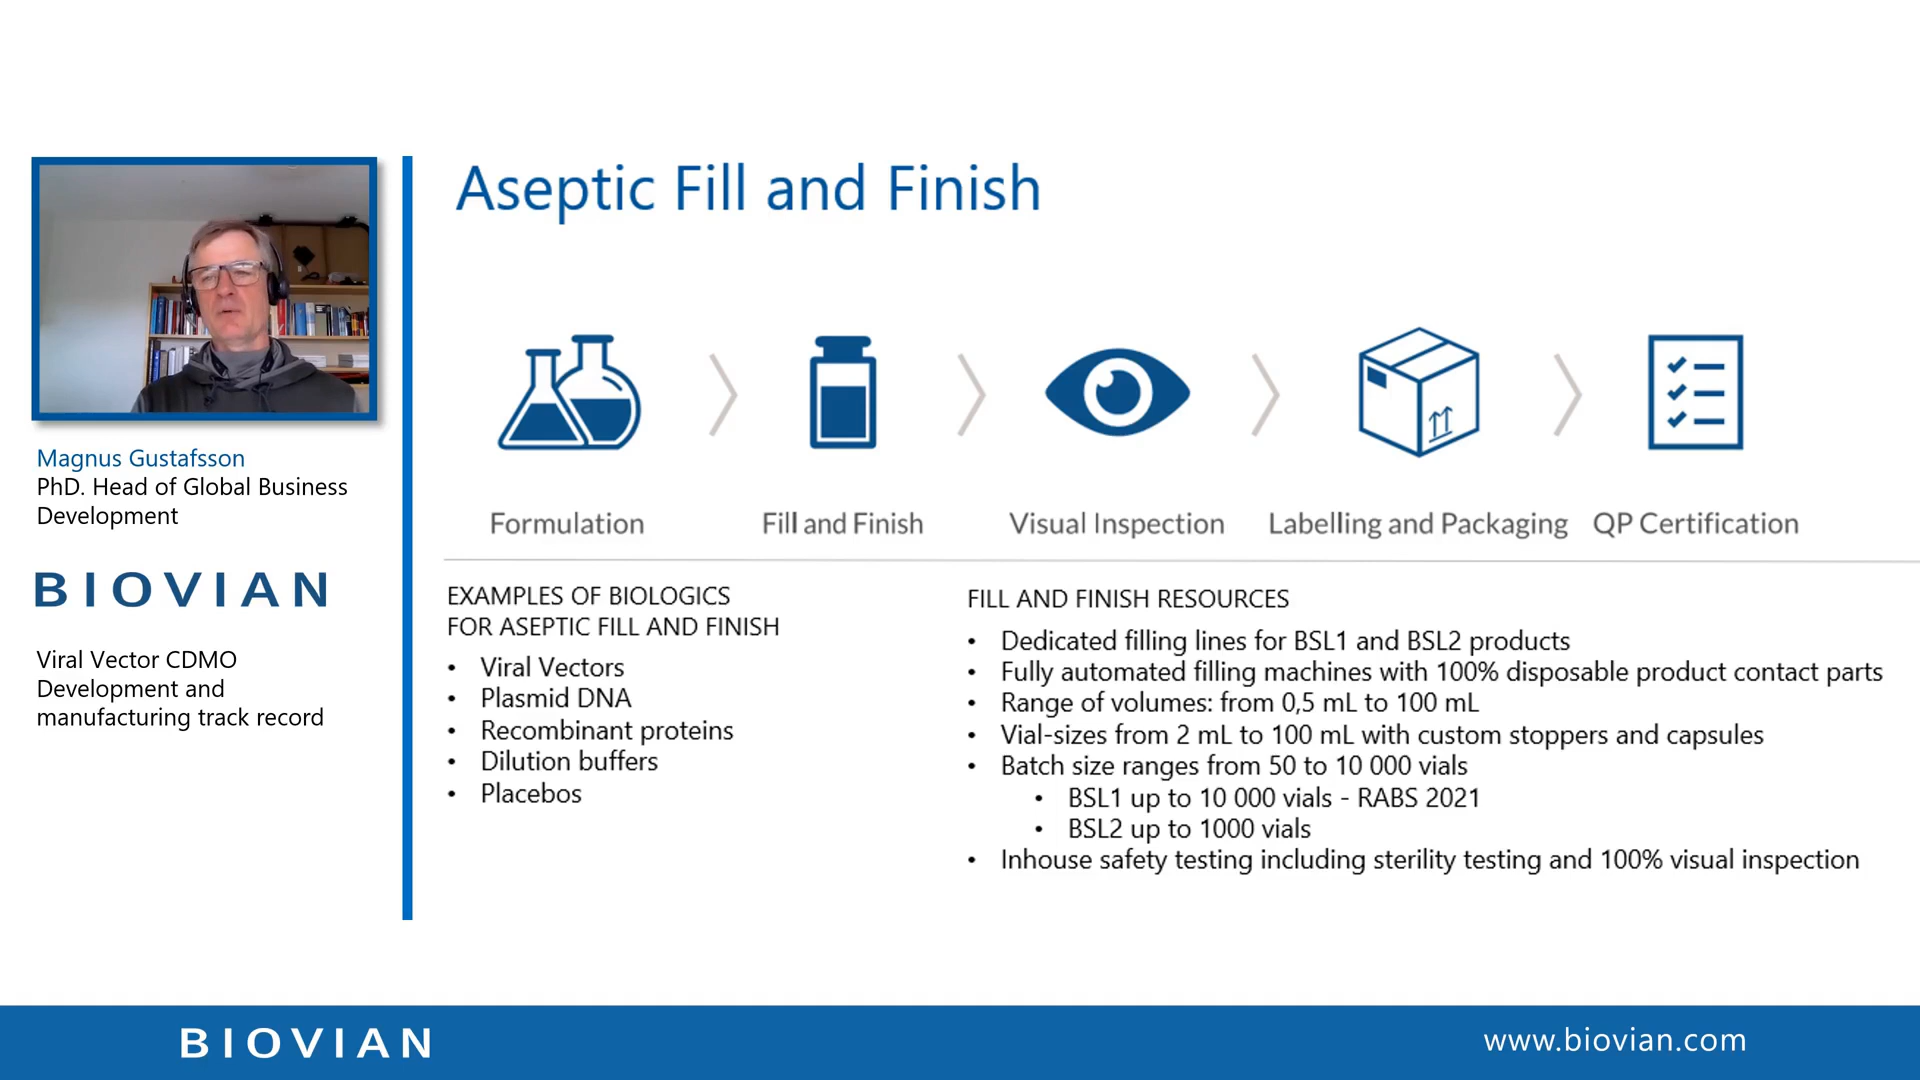 Aseptic Fill and Finish
Magnus Gustafsson
PhD. Head of Global Business
Development
BIOVIAN
Viral Vector CDMO
Development and
manufacturing track record
Formulation
Fill and Finish
Visual Inspection
Labelling and Packaging
QP Certification
EXAMPLES OF BIOLOGICS
FOR ASEPTIC FILL AND FINISH
• Viral Vectors
• Plasmid DNA
• Recombinant proteins
• Dilution buffers
• Placebos
FILL AND FINISH RESOURCES
• Dedicated filling lines for BSL1 and BSL2 products
• Fully automated filling machines with 100% disposable product contact parts
• Range of volumes: from 0,5 mL to 100 mL
• Vial-sizes from 2 mL to 100 mL with custom stoppers and capsules
• Batch size ranges from 50 to 10 000 vials
• BSL1 up to 10 000 vials - RABS 2021
• BSL2 up to 1000 vials
• Inhouse safety testing including sterility testing and 100% visual inspection
BIOVIAN
www.biovian.com